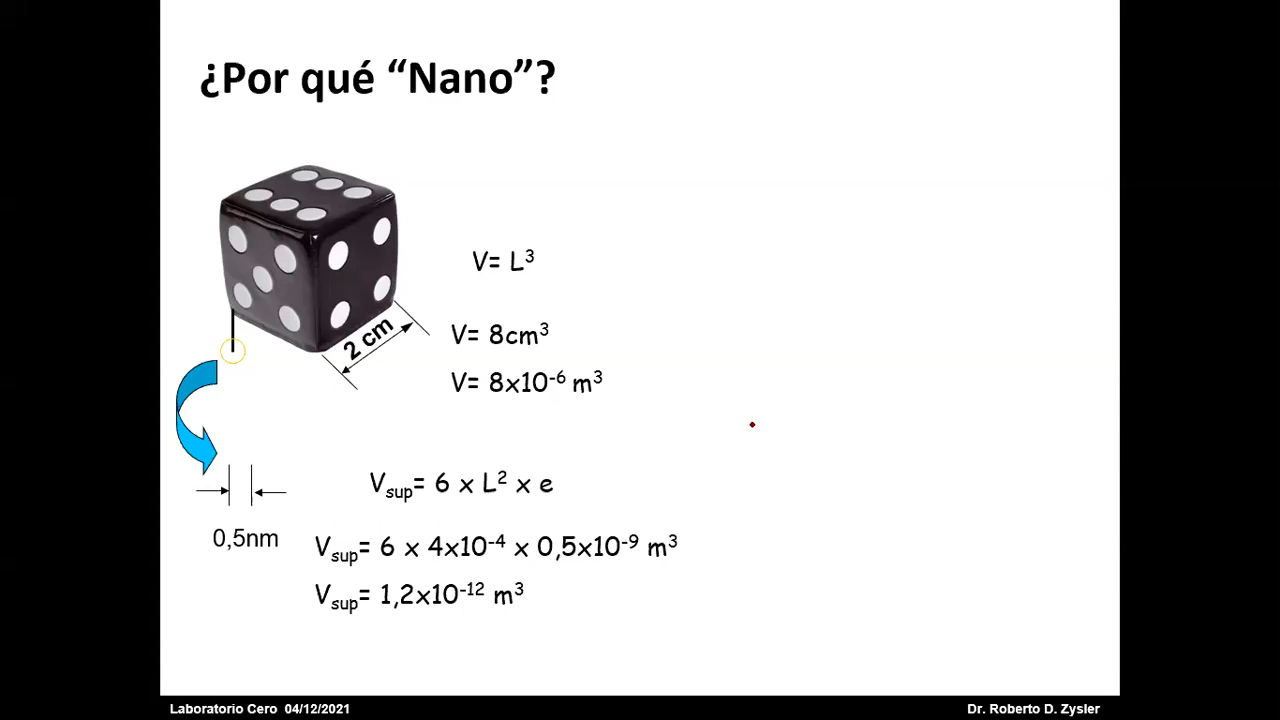 ¿Por qué “Nano”?
V= L³
2 cm
V= 8cm³
V= 8x10⁻⁶ m³
Vsup= 6 x L² x e
0,5nm
Vsup= 6 x 4x10⁻⁴ x 0,5x10⁻⁹ m³
Vsup= 1,2x10⁻¹² m³
Laboratorio Cero 04/12/2021
Dr. Roberto D. Zysler